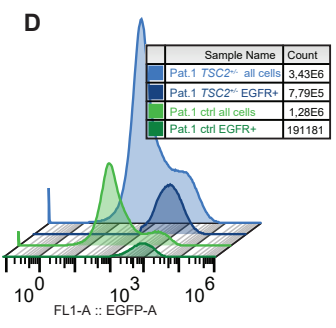 D
Sample Name Count
Pat.1 TSC2+/- all cells 3,43E6
Pat.1 TSC2+/- EGFR+ 7,79E5
Pat.1 ctrl all cells 1,28E6
Pat.1 ctrl EGFR+ 191181
10^0 10^3 10^6
FL1-A :: EGFP-A